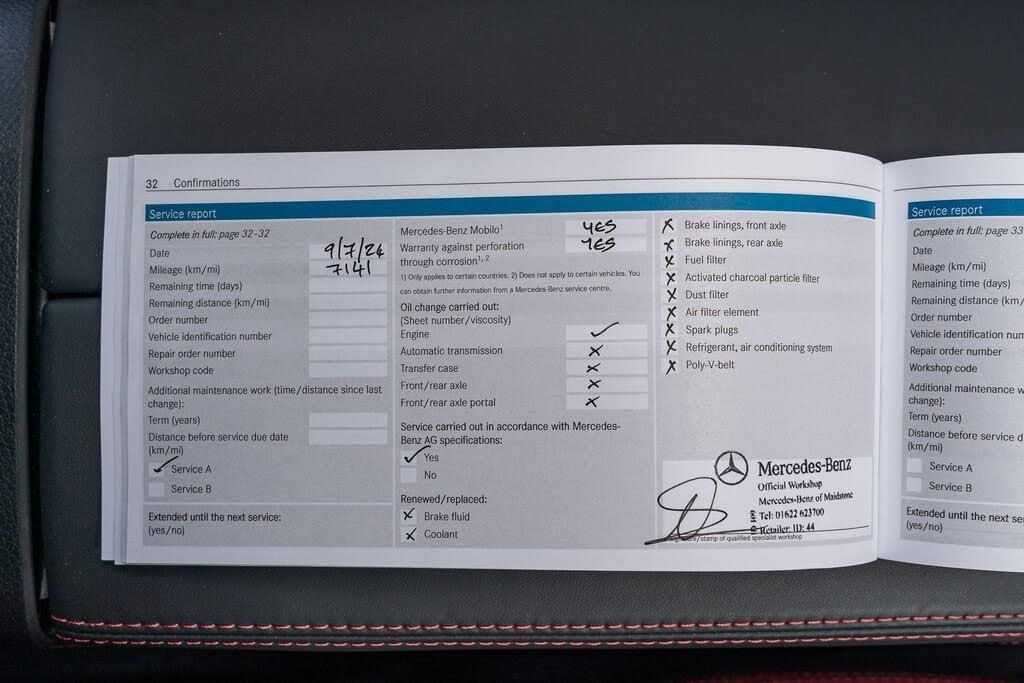 32 Confirmations
Service report
Complete in full: page 32–32
Date 9/7/24
Mileage (km/mi) 7141
Remaining time (days)
Remaining distance (km/mi)
Order number
Vehicle identification number
Repair order number
Workshop code
Additional maintenance work (time/distance since last
change):
Term (years)
Distance before service due date
(km/mi)
✓ Service A
Service B
Extended until the next service:
(yes/no)
Mercedes-Benz Mobilo1 YES
Warranty against perforation YES
through corrosion1, 2
1) Only applies to certain countries. 2) Does not apply to certain vehicles. You
can obtain further information from a Mercedes-Benz service centre.
Oil change carried out:
(Sheet number/viscosity)
Engine ✓
Automatic transmission X
Transfer case X
Front/rear axle X
Front/rear axle portal X
Service carried out in accordance with Mercedes-
Benz AG specifications:
✓ Yes
No
Renewed/replaced:
X Brake fluid
X Coolant
X Brake linings, front axle
X Brake linings, rear axle
X Fuel filter
X Activated charcoal particle filter
X Dust filter
X Air filter element
X Spark plugs
X Refrigerant, air conditioning system
X Poly-V-belt
Mercedes-Benz
Official Workshop
Mercedes-Benz of Maidstone
Tel: 01622 623700
Retailer: ID: 44
/stamp of qualified specialist workshop
Service report
Complete in full: page 33
Date
Mileage (km/mi)
Remaining time (days)
Remaining distance (km/
Order number
Vehicle identification num
Repair order number
Workshop code
Additional maintenance w
change):
Term (years)
Distance before service d
(km/mi)
Service A
Service B
Extended until the next se
(yes/no)